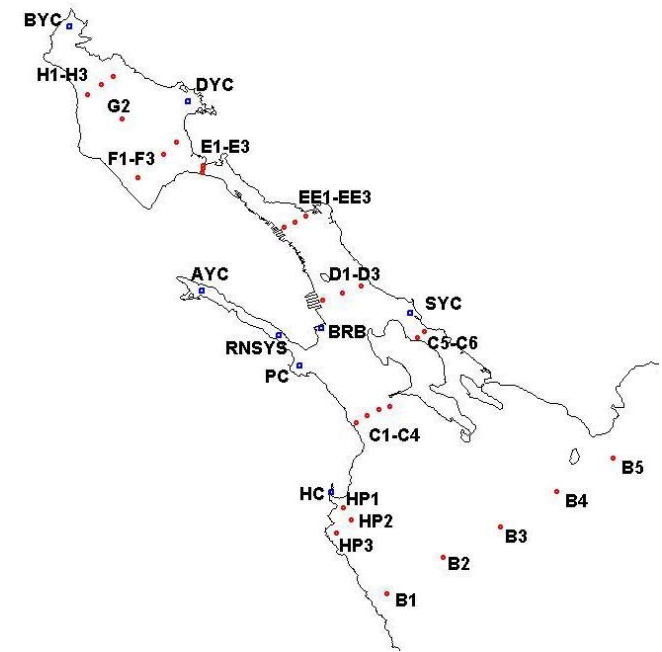 BYC
H1-H3
DYC
G2
F1-F3
E1-E3
EE1-EE3
AYC
D1-D3
SYC
RNSYS
BRB
C5-C6
PC
C1-C4
B5
HC
HP1
B4
HP2
B3
HP3
B2
B1